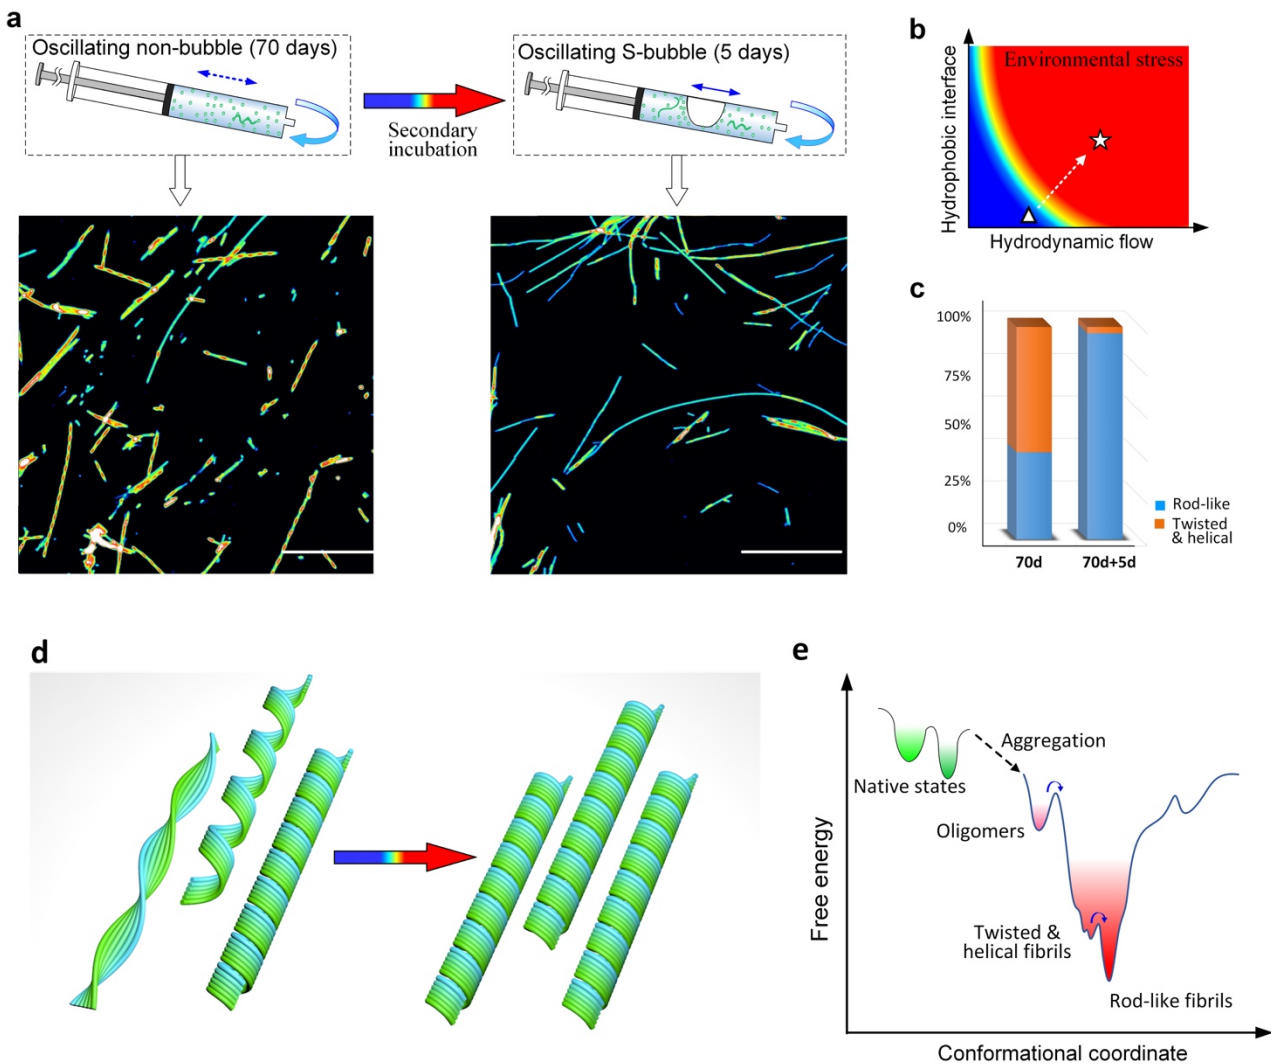 a
Oscillating non-bubble (70 days)
Secondary
incubation
Oscillating S-bubble (5 days)
b
Environmental stress
Hydrophobic interface
Hydrodynamic flow
c
100%
75%
50%
25%
0%
70d
70d+5d
Rod-like
Twisted
& helical
d
e
Free energy
Native states
Aggregation
Oligomers
Twisted &
helical fibrils
Rod-like fibrils
Conformational coordinate